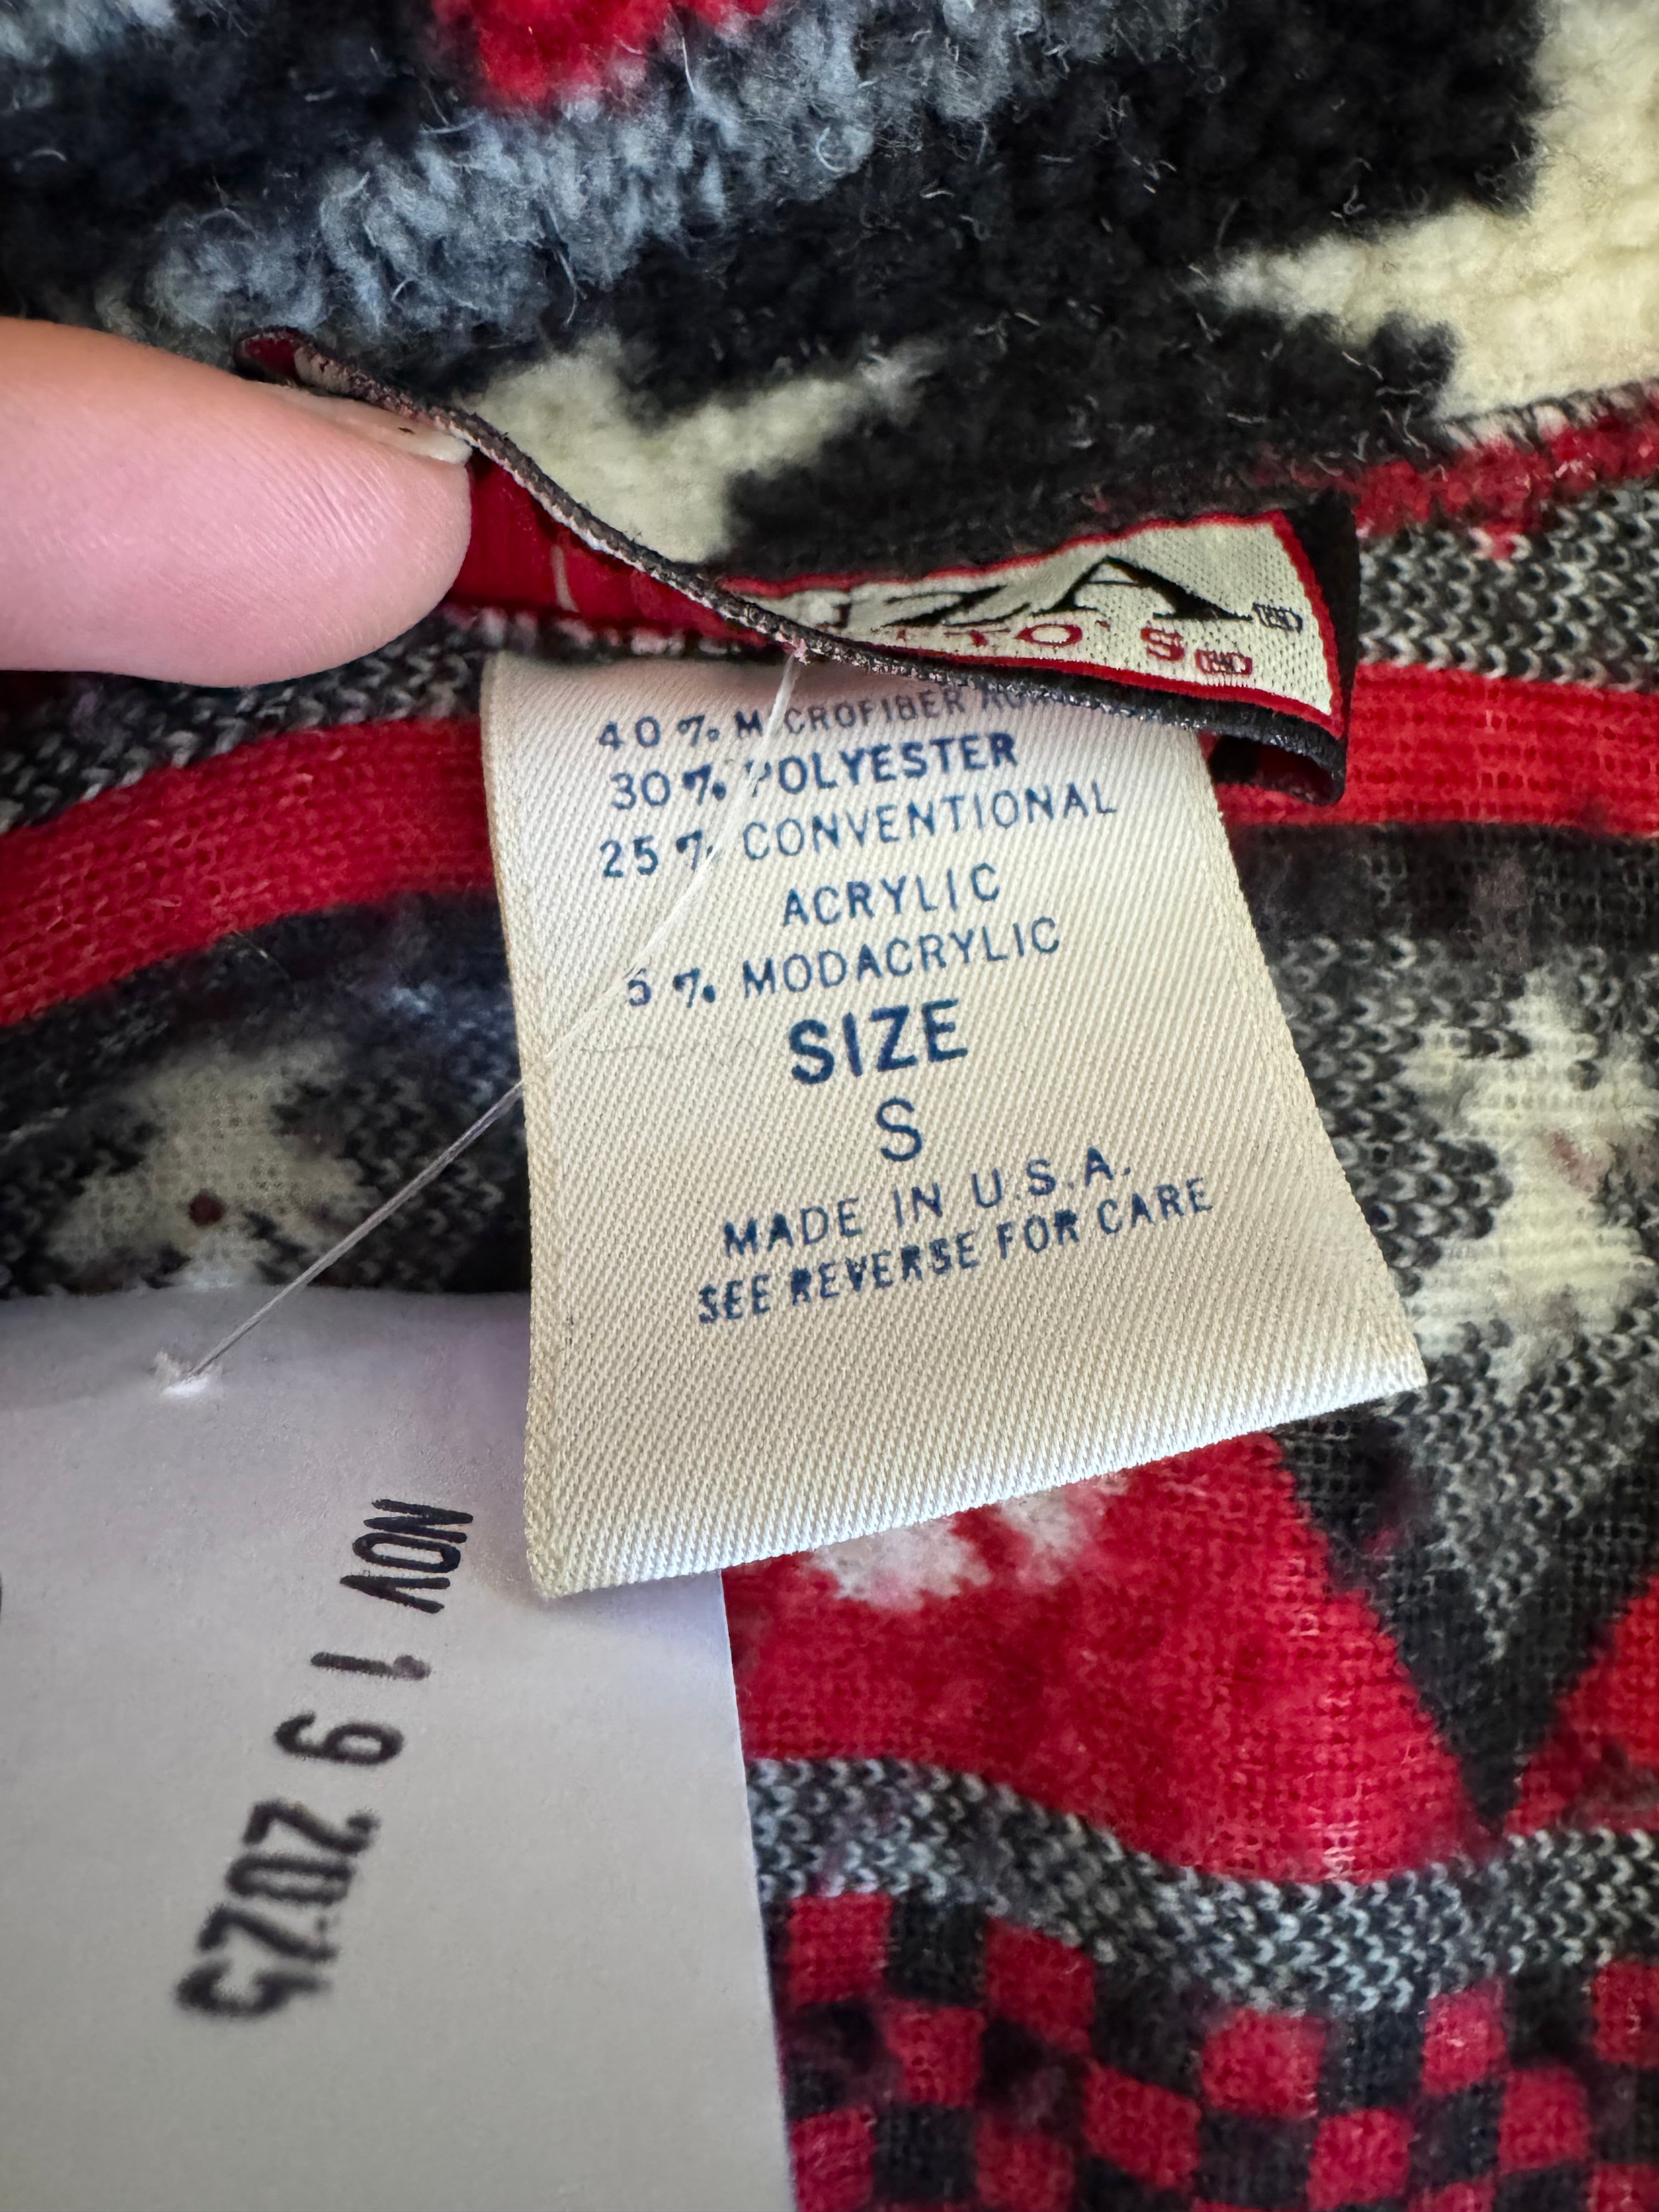 40% MICROFIBER
30% POLYESTER
25% CONVENTIONAL
ACRYLIC
5% MODACRYLIC
SIZE
S
MADE IN U.S.A.
SEE REVERSE FOR CARE
NOV 19 2025